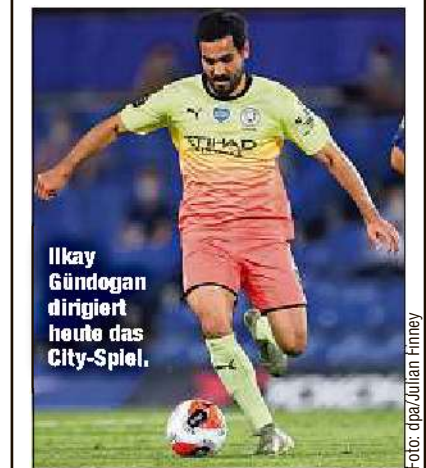 ETIHAD
Ilkay
Gündogan
dirigiert
heute das
City-Spiel.
Foto: dpa/Julian Finney